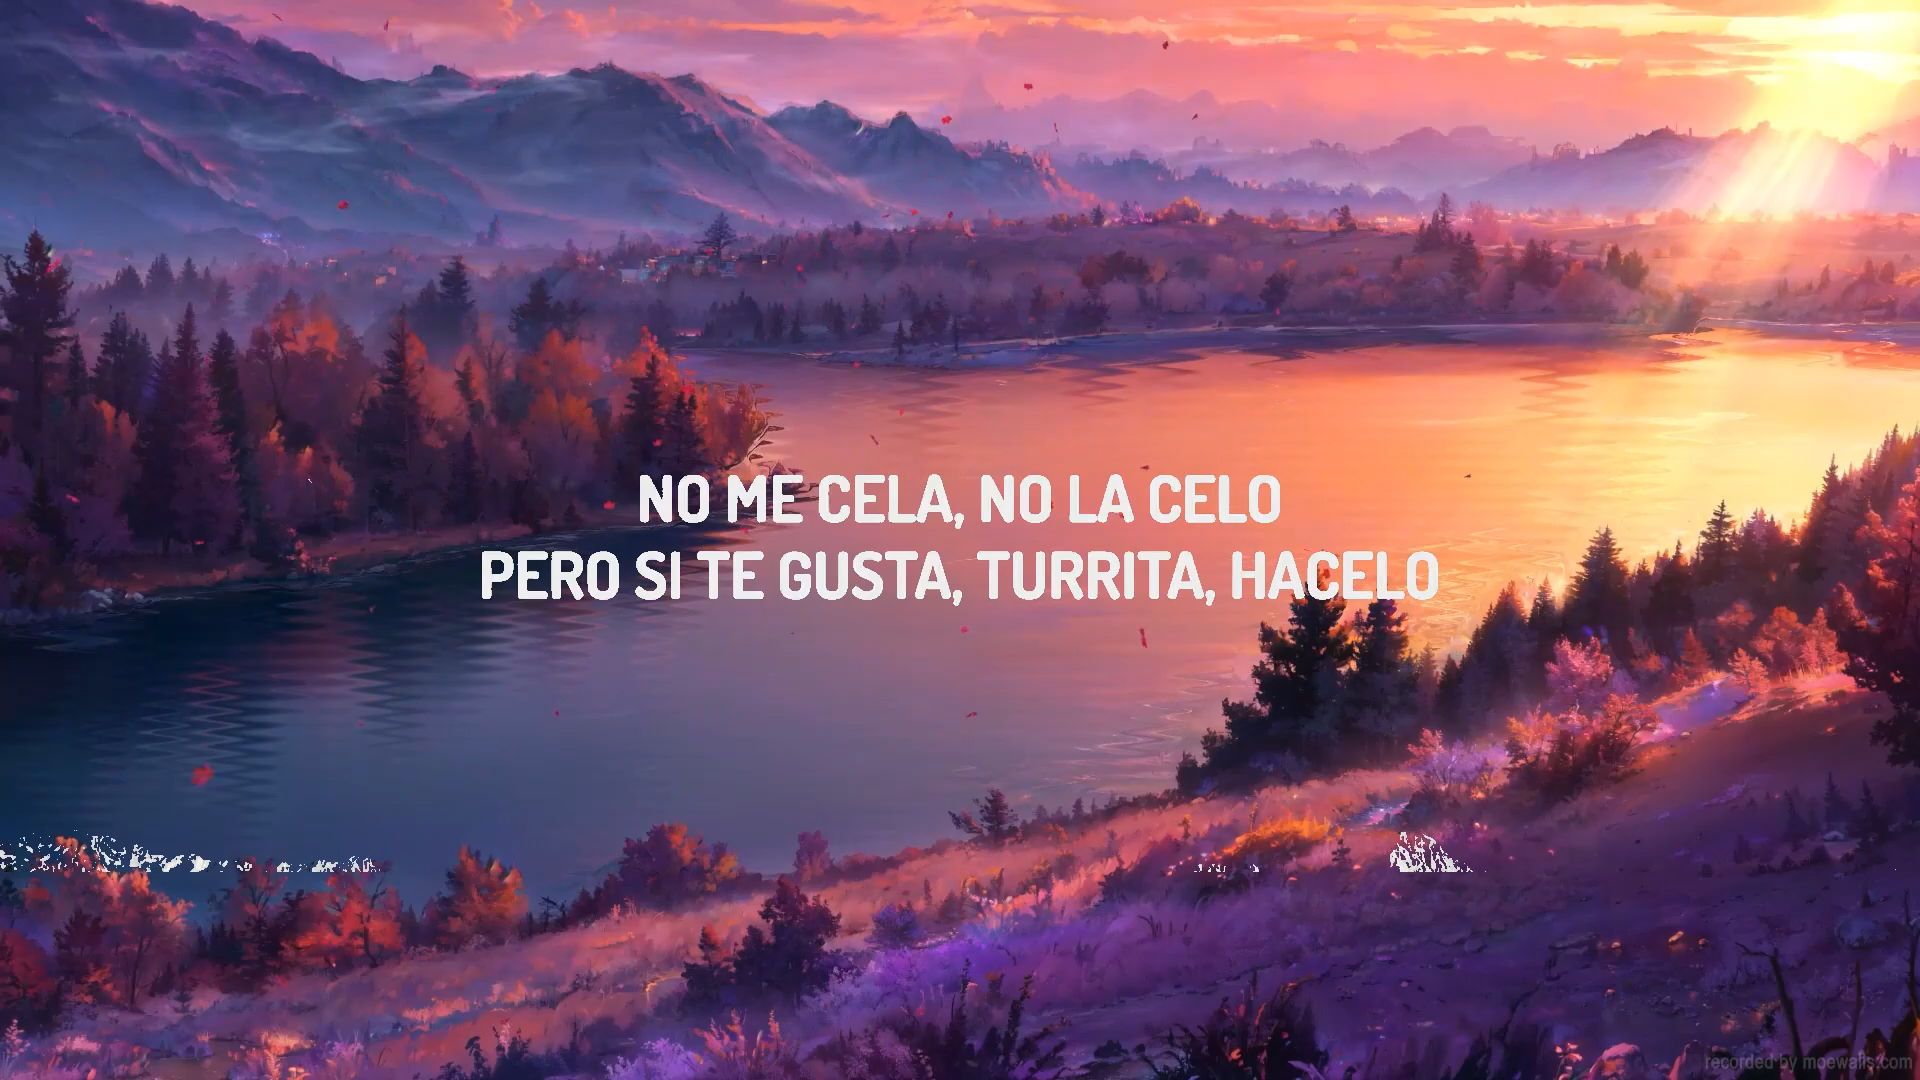 NO ME CELA, NO LA CELO
PERO SI TE GUSTA, TURRITA, HACELO
recorded by moewalls.com